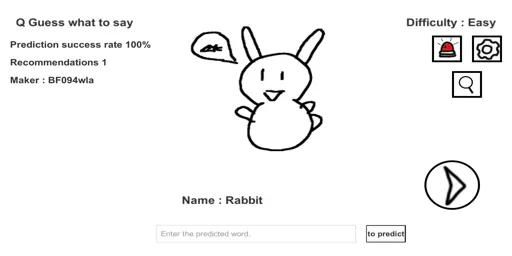 Q Guess what to say
Difficulty : Easy
Prediction success rate 100%
Recommendations 1
Maker : BF094wla
Name : Rabbit
Enter the predicted word.
to predict